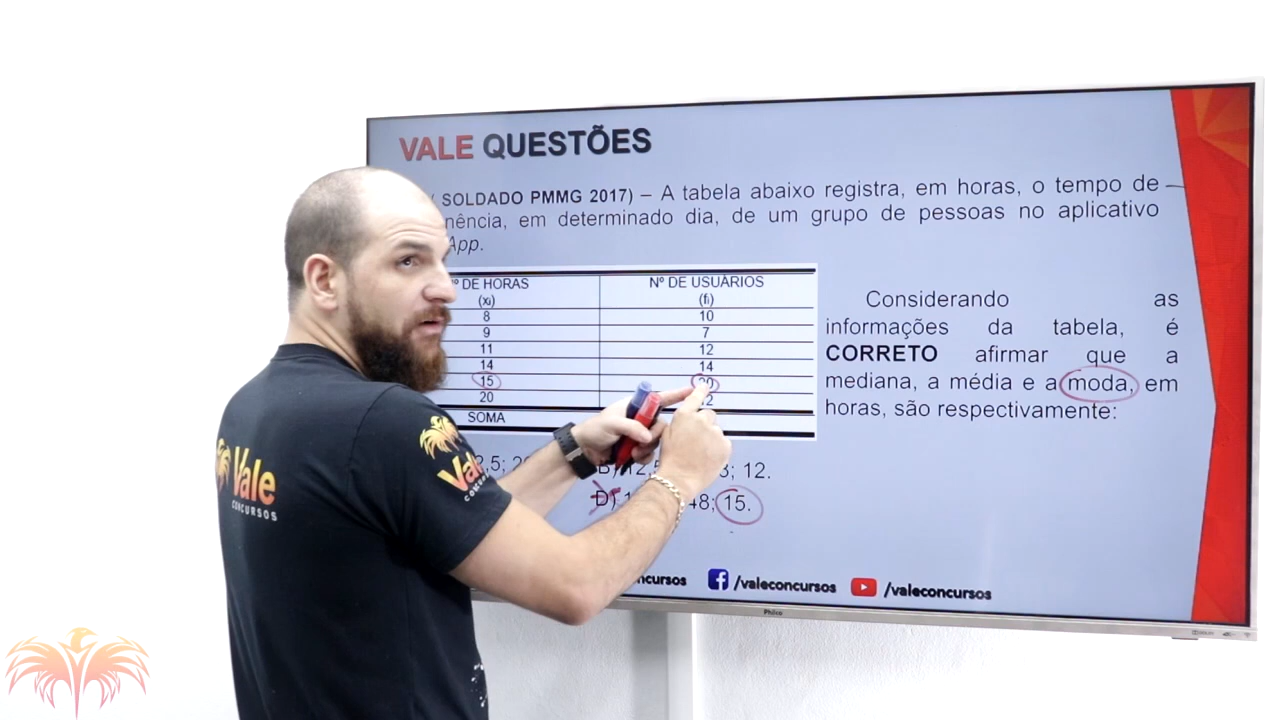 VALE QUESTÕES
SOLDADO PMMG 2017) – A tabela abaixo registra, em horas, o tempo de
nência, em determinado dia, de um grupo de pessoas no aplicativo
App.
DE HORAS Nº DE USUÁRIOS
(xi) (fi)
8 10
9 7
11 12
14 14
15 20
20
SOMA
Considerando as
informações da tabela, é
CORRETO afirmar que a
mediana, a média e a moda, em
horas, são respectivamente:
B) 12. 
D) 48; 15.
/valeconcursos /valeconcursos
Philco
Vale
CONCURSOS